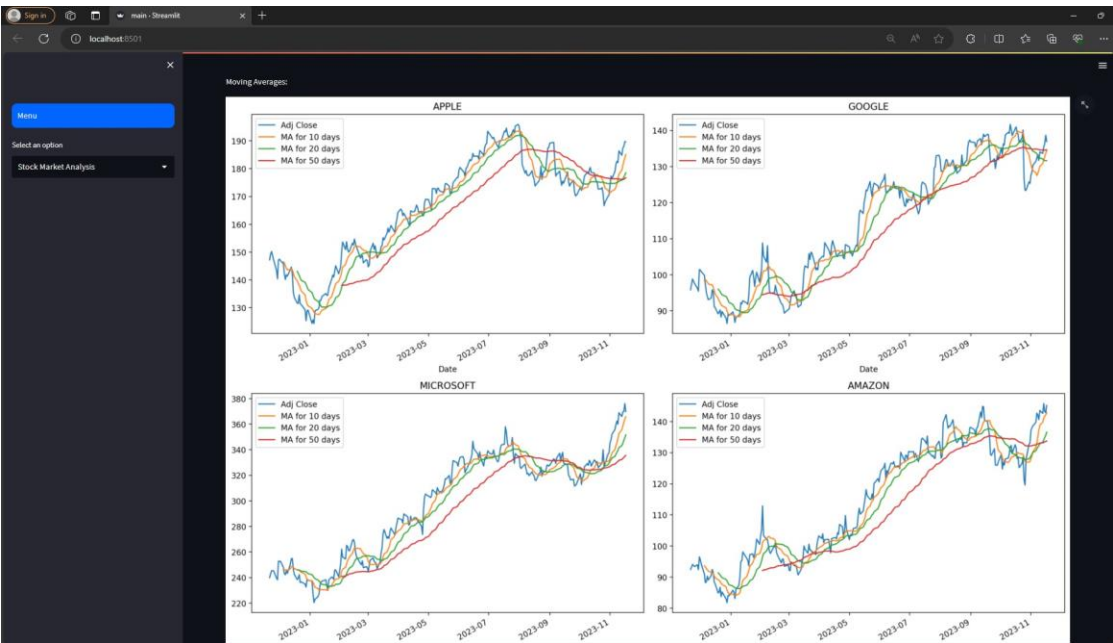 Sign in
main · Streamlit
localhost:8501
Menu
Select an option
Stock Market Analysis
Moving Averages:
APPLE
Adj Close
MA for 10 days
MA for 20 days
MA for 50 days
190
180
170
160
150
140
130
2023-01 2023-03 2023-05 2023-07 2023-09 2023-11
Date
GOOGLE
Adj Close
MA for 10 days
MA for 20 days
MA for 50 days
140
130
120
110
100
90
2023-01 2023-03 2023-05 2023-07 2023-09 2023-11
Date
MICROSOFT
Adj Close
MA for 10 days
MA for 20 days
MA for 50 days
380
360
340
320
300
280
260
240
220
2023-01 2023-03 2023-05 2023-07 2023-09 2023-11
AMAZON
Adj Close
MA for 10 days
MA for 20 days
MA for 50 days
140
130
120
110
100
90
80
2023-01 2023-03 2023-05 2023-07 2023-09 2023-11